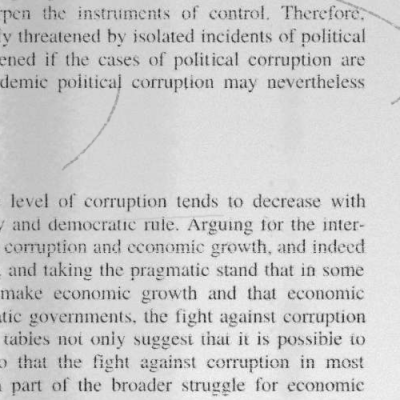 rpen the instruments of control. Therefore,
ly threatened by isolated incidents of political
ened if the cases of political corruption are
demic political corruption may nevertheless
level of corruption tends to decrease with
y and democratic rule. Arguing for the inter-
corruption and economic growth, and indeed
, and taking the pragmatic stand that in some
make economic growth and that economic
tic governments, the fight against corruption
tables not only suggest that it is possible to
o that the fight against corruption in most
part of the broader struggle for economic